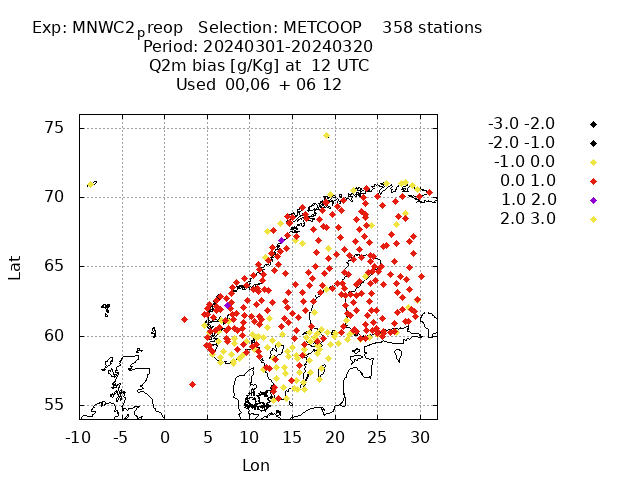 Exp: MNWC2preop Selection: METCOOP 358 stations
Period: 20240301-20240320
Q2m bias [g/Kg] at 12 UTC
Used 00,06 + 06 12
-3.0 -2.0
-2.0 -1.0
-1.0 0.0
0.0 1.0
1.0 2.0
2.0 3.0
75
70
65
60
55
Lat
-10 -5 0 5 10 15 20 25 30
Lon